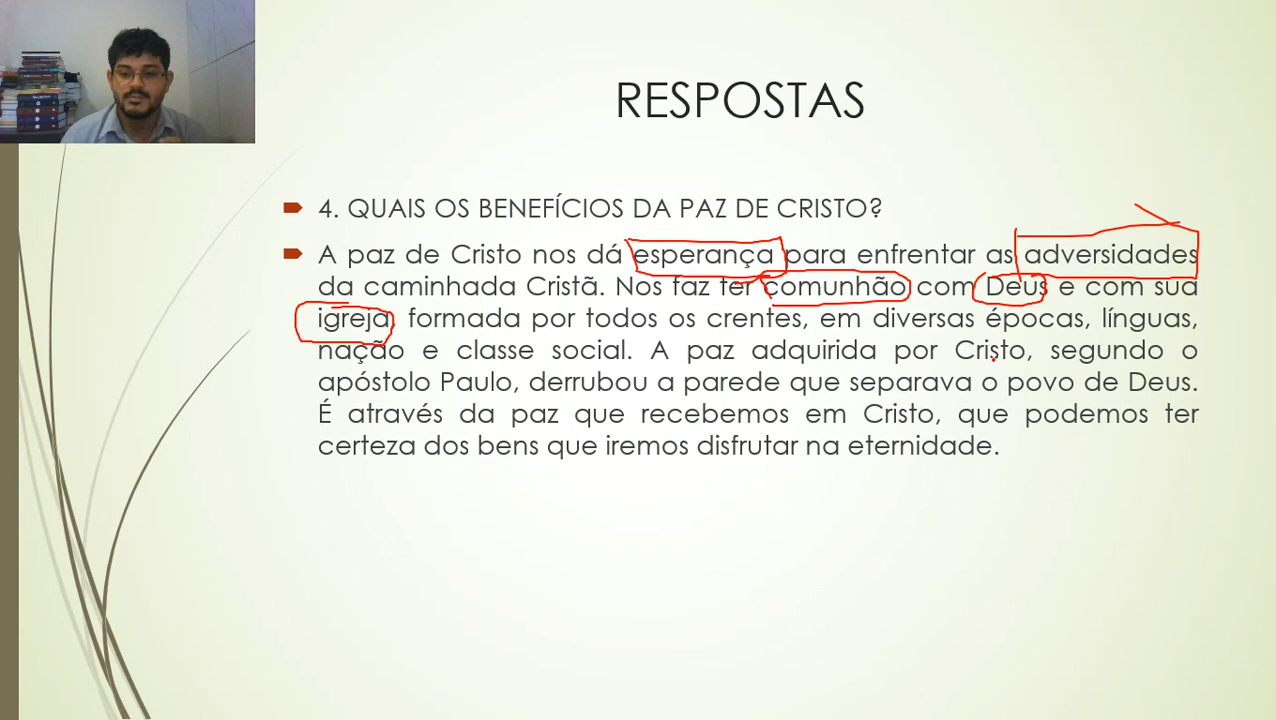 RESPOSTAS
4. QUAIS OS BENEFÍCIOS DA PAZ DE CRISTO?
A paz de Cristo nos dá esperança para enfrentar as adversidades
da caminhada Cristã. Nos faz ter comunhão com Deus e com sua
igreja, formada por todos os crentes, em diversas épocas, línguas,
nação e classe social. A paz adquirida por Cristo, segundo o
apóstolo Paulo, derrubou a parede que separava o povo de Deus.
É através da paz que recebemos em Cristo, que podemos ter
certeza dos bens que iremos disfrutar na eternidade.